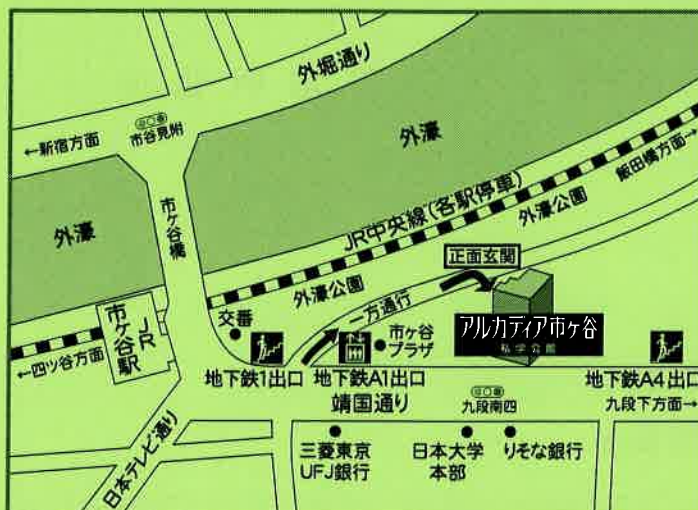 外堀通り
←新宿方面
市谷見附
外濠
外濠
市ヶ谷橋
JR中央線(各駅停車)
外濠公園
飯田橋方面→
正面玄関
外濠公園
一方通行
交番
市ヶ谷
プラザ
アルカディア市ヶ谷
私学会館
JR
市ヶ谷駅
←四ツ谷方面
地下鉄1出口
地下鉄A1出口
地下鉄A4出口
靖国通り
九段南四
九段下方面→
日本テレビ通り
三菱東京
UFJ銀行
日本大学
本部
りそな銀行